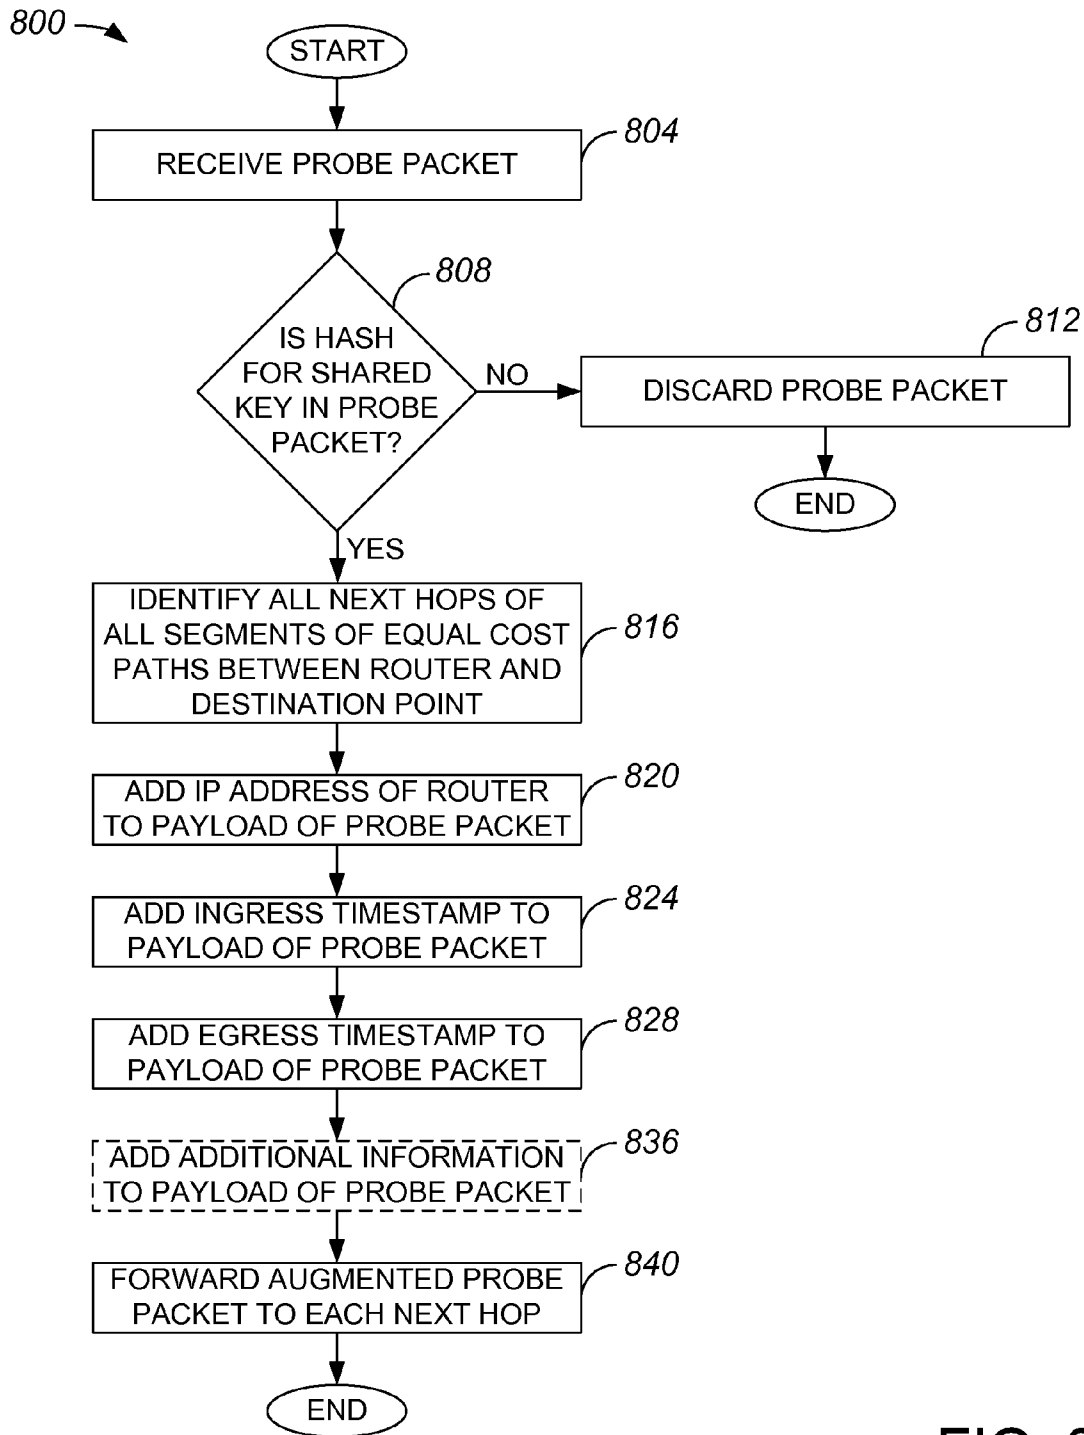 800
START
804
RECEIVE PROBE PACKET
808
IS HASH
FOR SHARED
KEY IN PROBE
PACKET?
NO
812
DISCARD PROBE PACKET
END
YES
IDENTIFY ALL NEXT HOPS OF
ALL SEGMENTS OF EQUAL COST
PATHS BETWEEN ROUTER AND
DESTINATION POINT
816
ADD IP ADDRESS OF ROUTER
TO PAYLOAD OF PROBE PACKET
820
ADD INGRESS TIMESTAMP TO
PAYLOAD OF PROBE PACKET
824
ADD EGRESS TIMESTAMP TO
PAYLOAD OF PROBE PACKET
828
ADD ADDITIONAL INFORMATION
TO PAYLOAD OF PROBE PACKET
836
FORWARD AUGMENTED PROBE
PACKET TO EACH NEXT HOP
840
END